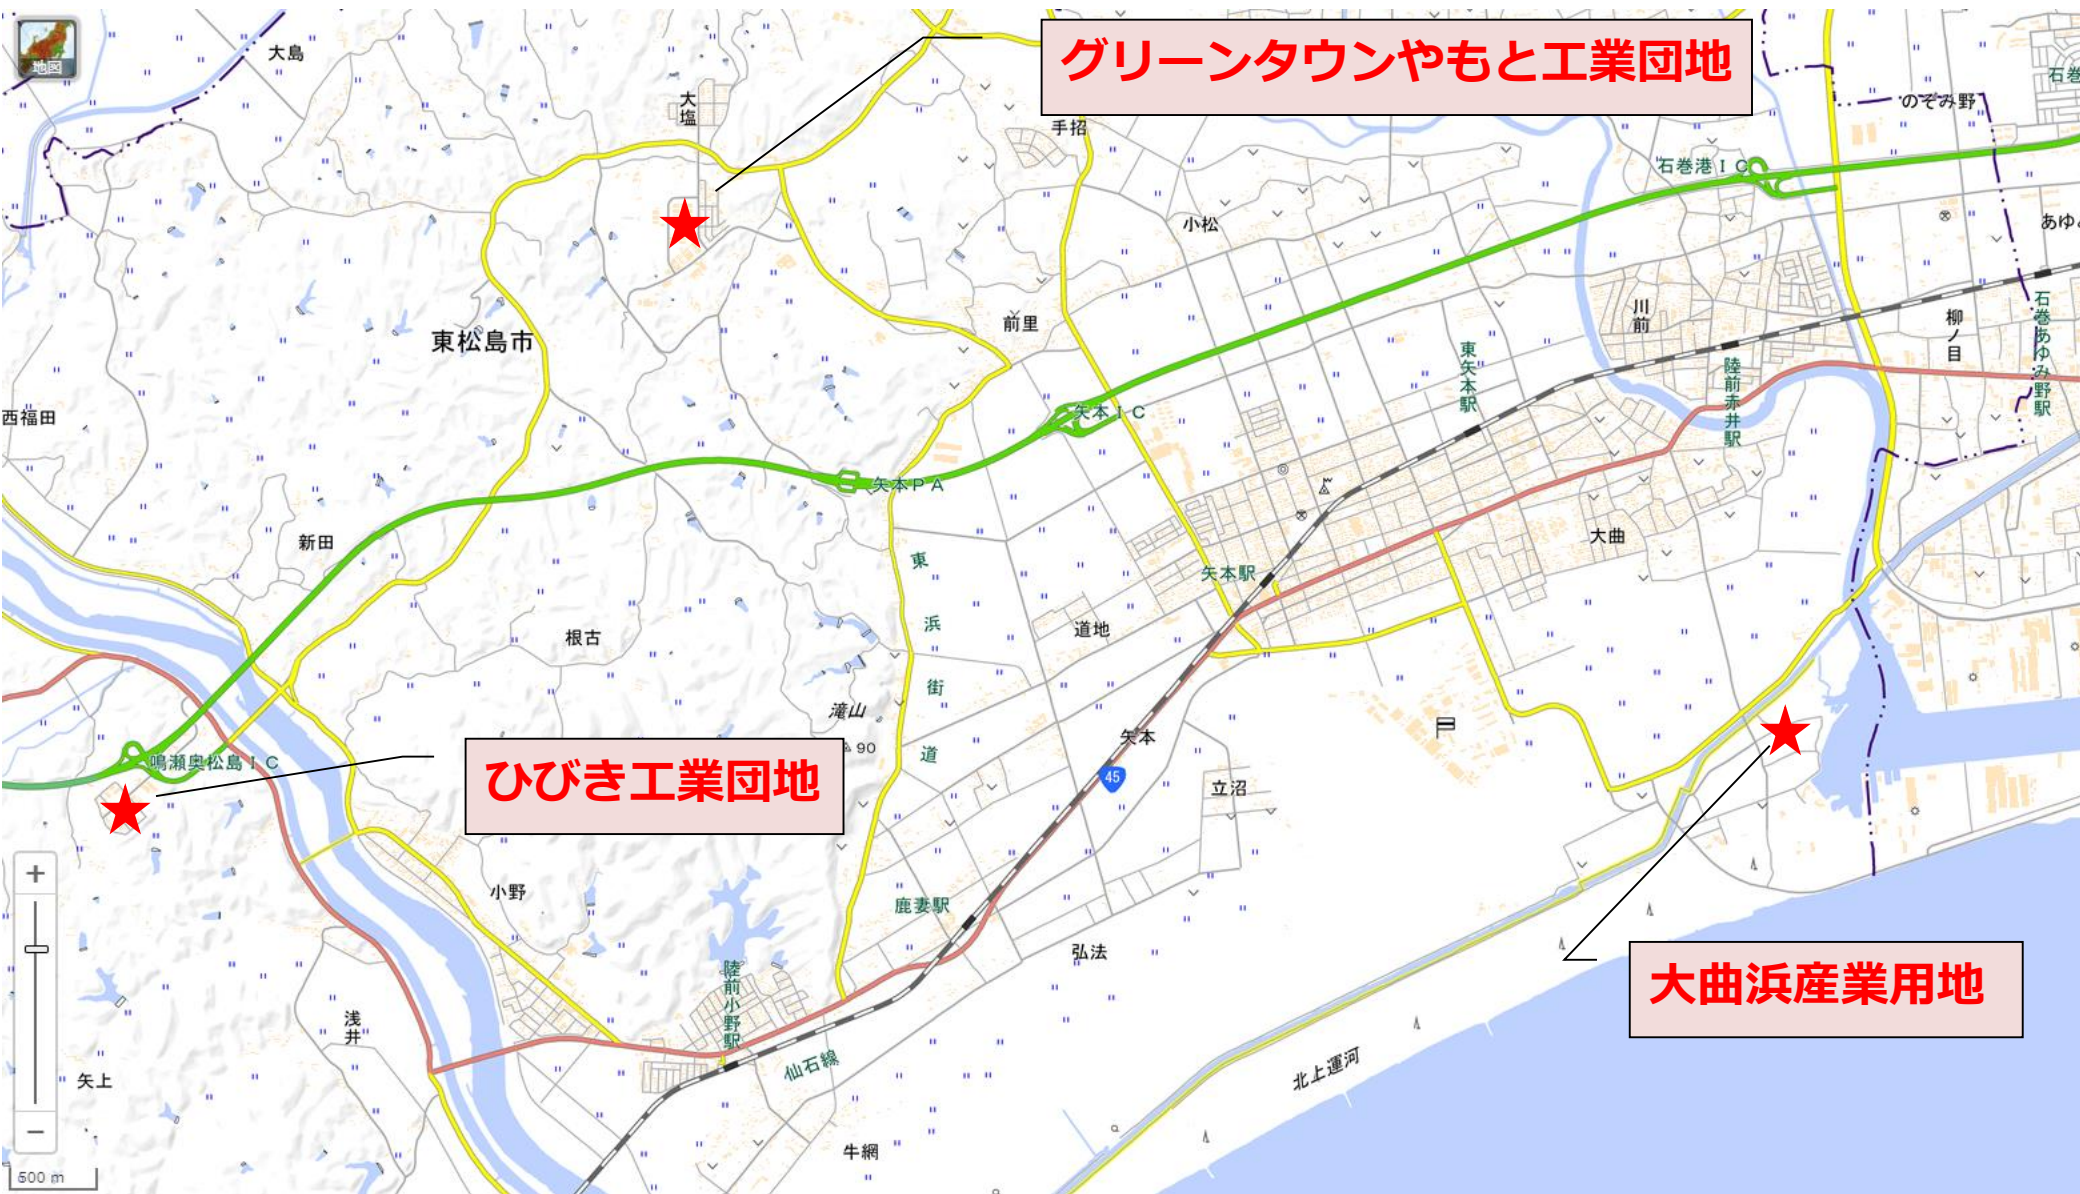 地図
大島
グリーンタウンやもと工業団地
大塩
手招
石巻
のぞみ野
石巻港ＩＣ
小松
あゆ
東松島市
前里
川前
柳ノ目
石巻あゆみ野駅
東矢本駅
陸前赤井駅
西福田
矢本ＩＣ
矢本ＰＡ
新田
大曲
東浜街道
矢本駅
根古
道地
滝山
90
矢本
45
立沼
鳴瀬奥松島ＩＣ
ひびき工業団地
小野
鹿妻駅
弘法
大曲浜産業用地
陸前小野駅
浅井
仙石線
北上運河
矢上
牛網
+
−
500 m